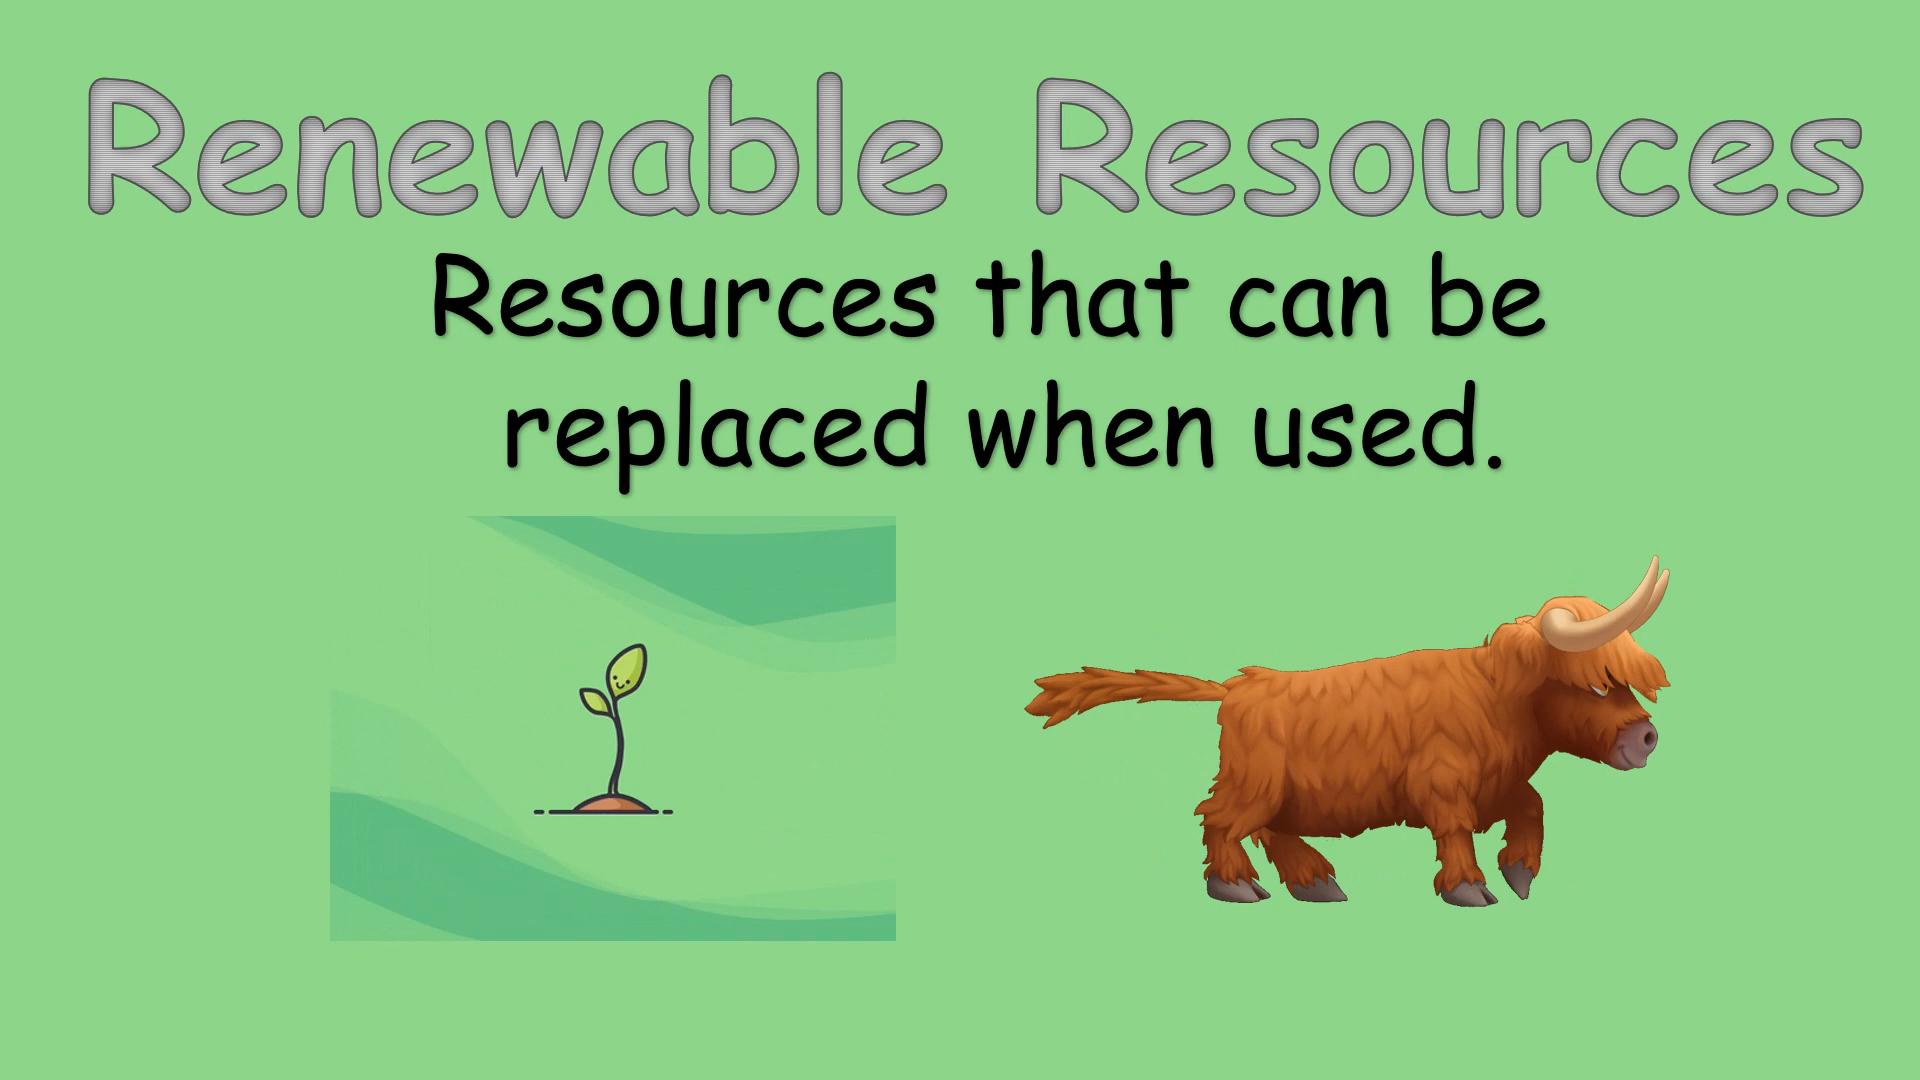 Renewable Resources
Resources that can be
replaced when used.